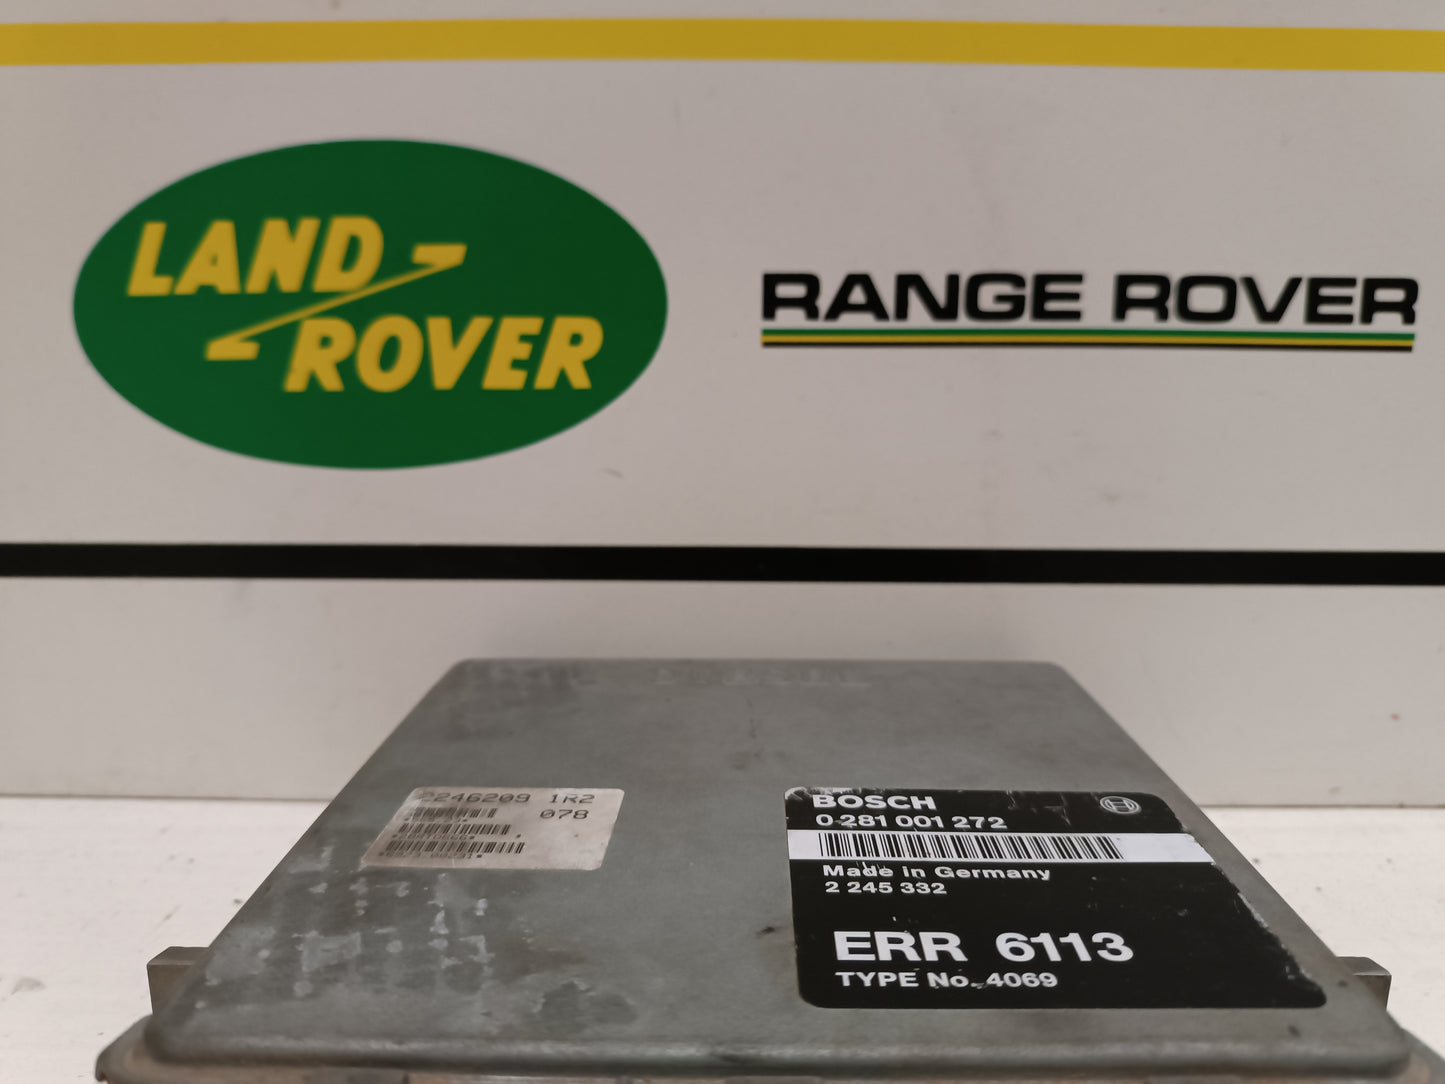 LAND
ROVER
RANGE ROVER
2246209 1R2
078
BOSCH
0 281 001 272
Made in Germany
2 245 332
ERR 6113
TYPE No. 4069